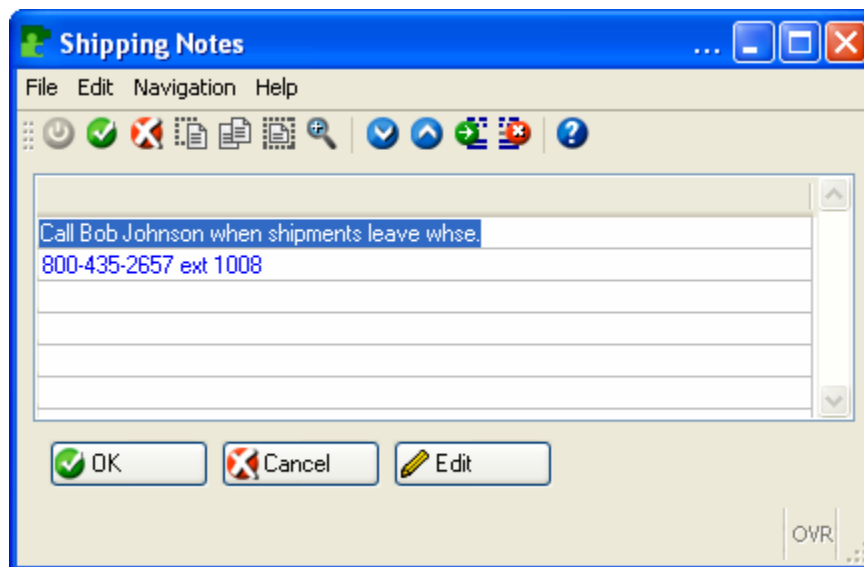 Shipping Notes ...
File Edit Navigation Help
Call Bob Johnson when shipments leave whse.
800-435-2657 ext 1008
OK Cancel Edit
OVR